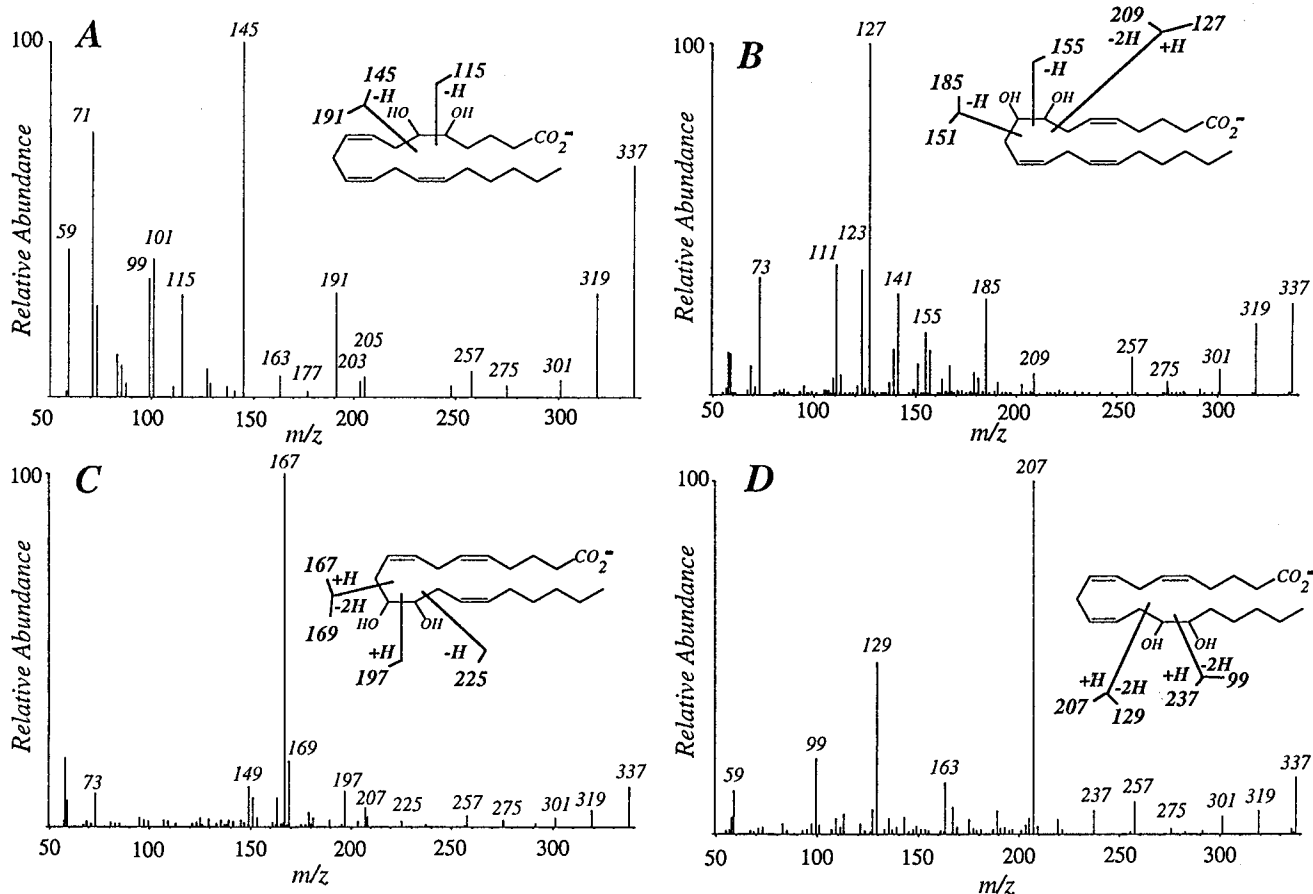 A
100
Relative Abundance
145
-H
191
115
-H
HO
OH
CO2-
59
71
99
101
115
145
163
177
191
203
205
257
275
301
319
337
50 100 150 200 250 300
m/z
B
100
Relative Abundance
209
-2H
127
+H
155
-H
185
-H
151
OH
OH
CO2-
73
111
123
127
141
155
185
209
257
275
301
319
337
50 100 150 200 250 300
m/z
C
100
Relative Abundance
167
+H
-2H
169
HO
OH
+H
197
-H
225
CO2-
73
149
167
169
197
207
225
257
275
301
319
337
50 100 150 200 250 300
m/z
D
100
Relative Abundance
CO2-
OH
OH
+H
-2H
207
129
+H
-2H
237
99
59
99
129
163
207
237
257
275
301
319
337
50 100 150 200 250 300
m/z